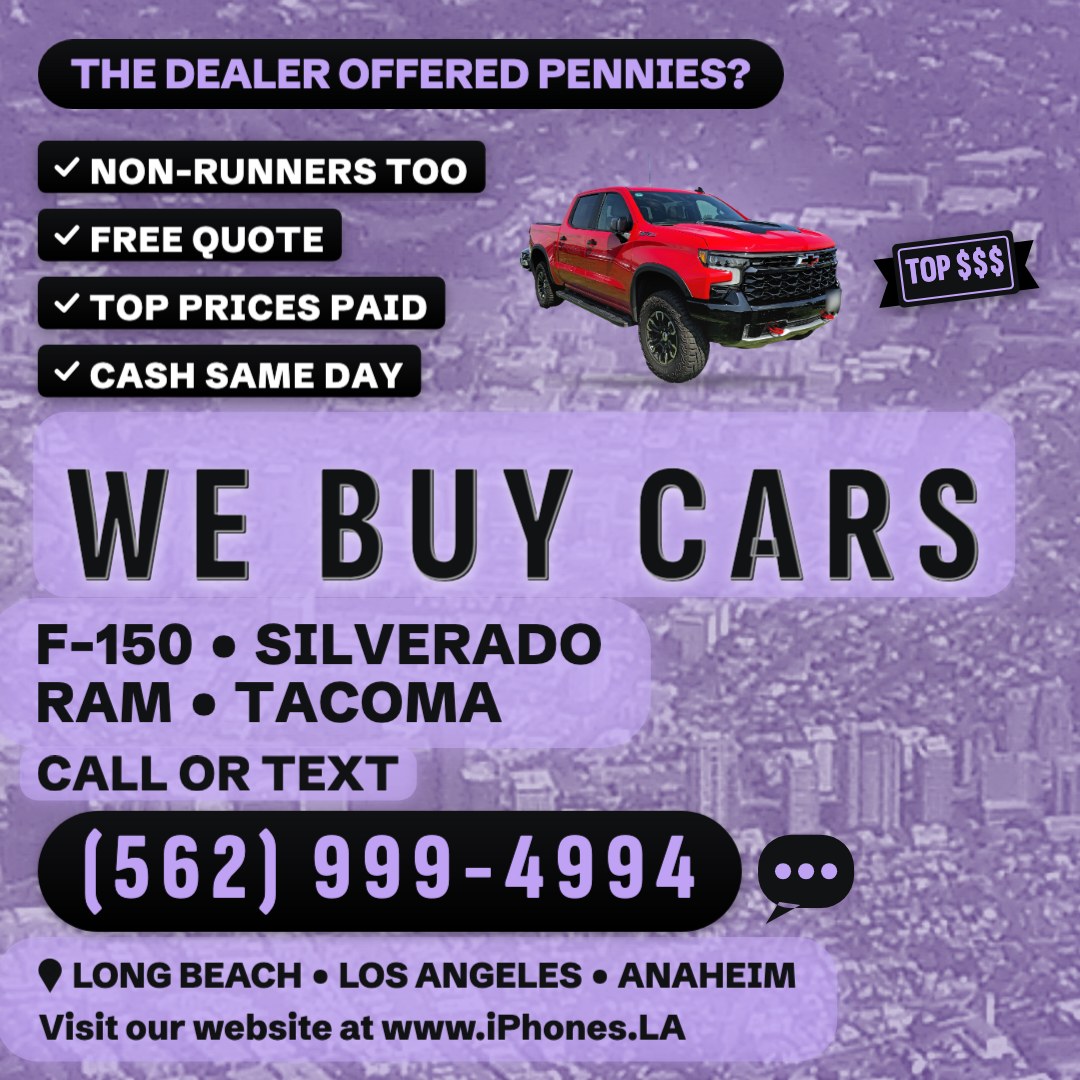 THE DEALER OFFERED PENNIES?
✓ NON-RUNNERS TOO
✓ FREE QUOTE
✓ TOP PRICES PAID
✓ CASH SAME DAY
TOP $$$
WE BUY CARS
F-150 • SILVERADO
RAM • TACOMA
CALL OR TEXT
(562) 999-4994
LONG BEACH • LOS ANGELES • ANAHEIM
Visit our website at www.iPhones.LA